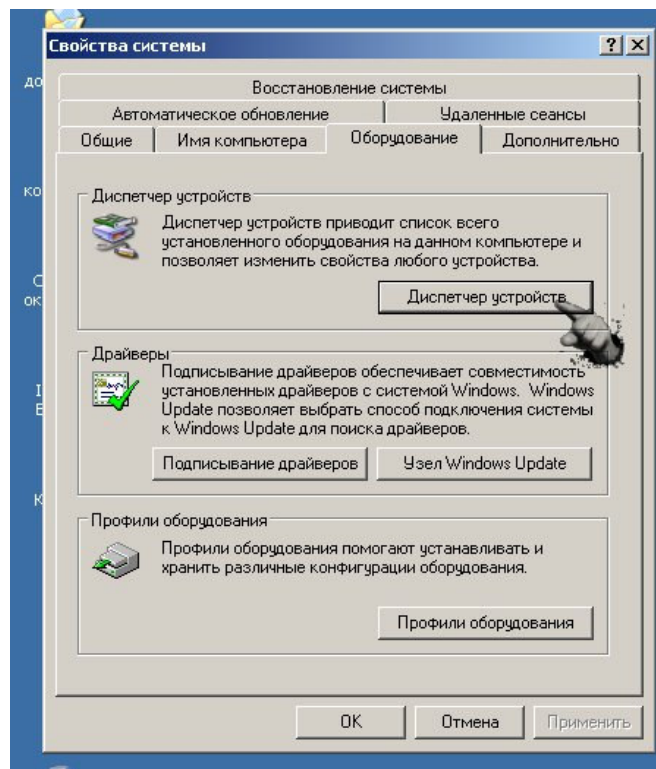 Свойства системы
Восстановление системы
Автоматическое обновление Удаленные сеансы
Общие Имя компьютера Оборудование Дополнительно
Диспетчер устройств
Диспетчер устройств приводит список всего
установленного оборудования на данном компьютере и
позволяет изменить свойства любого устройства.
Диспетчер устройств
Драйверы
Подписывание драйверов обеспечивает совместимость
установленных драйверов с системой Windows. Windows
Update позволяет выбрать способ подключения системы
к Windows Update для поиска драйверов.
Подписывание драйверов Узел Windows Update
Профили оборудования
Профили оборудования помогают устанавливать и
хранить различные конфигурации оборудования.
Профили оборудования
OK Отмена Применить